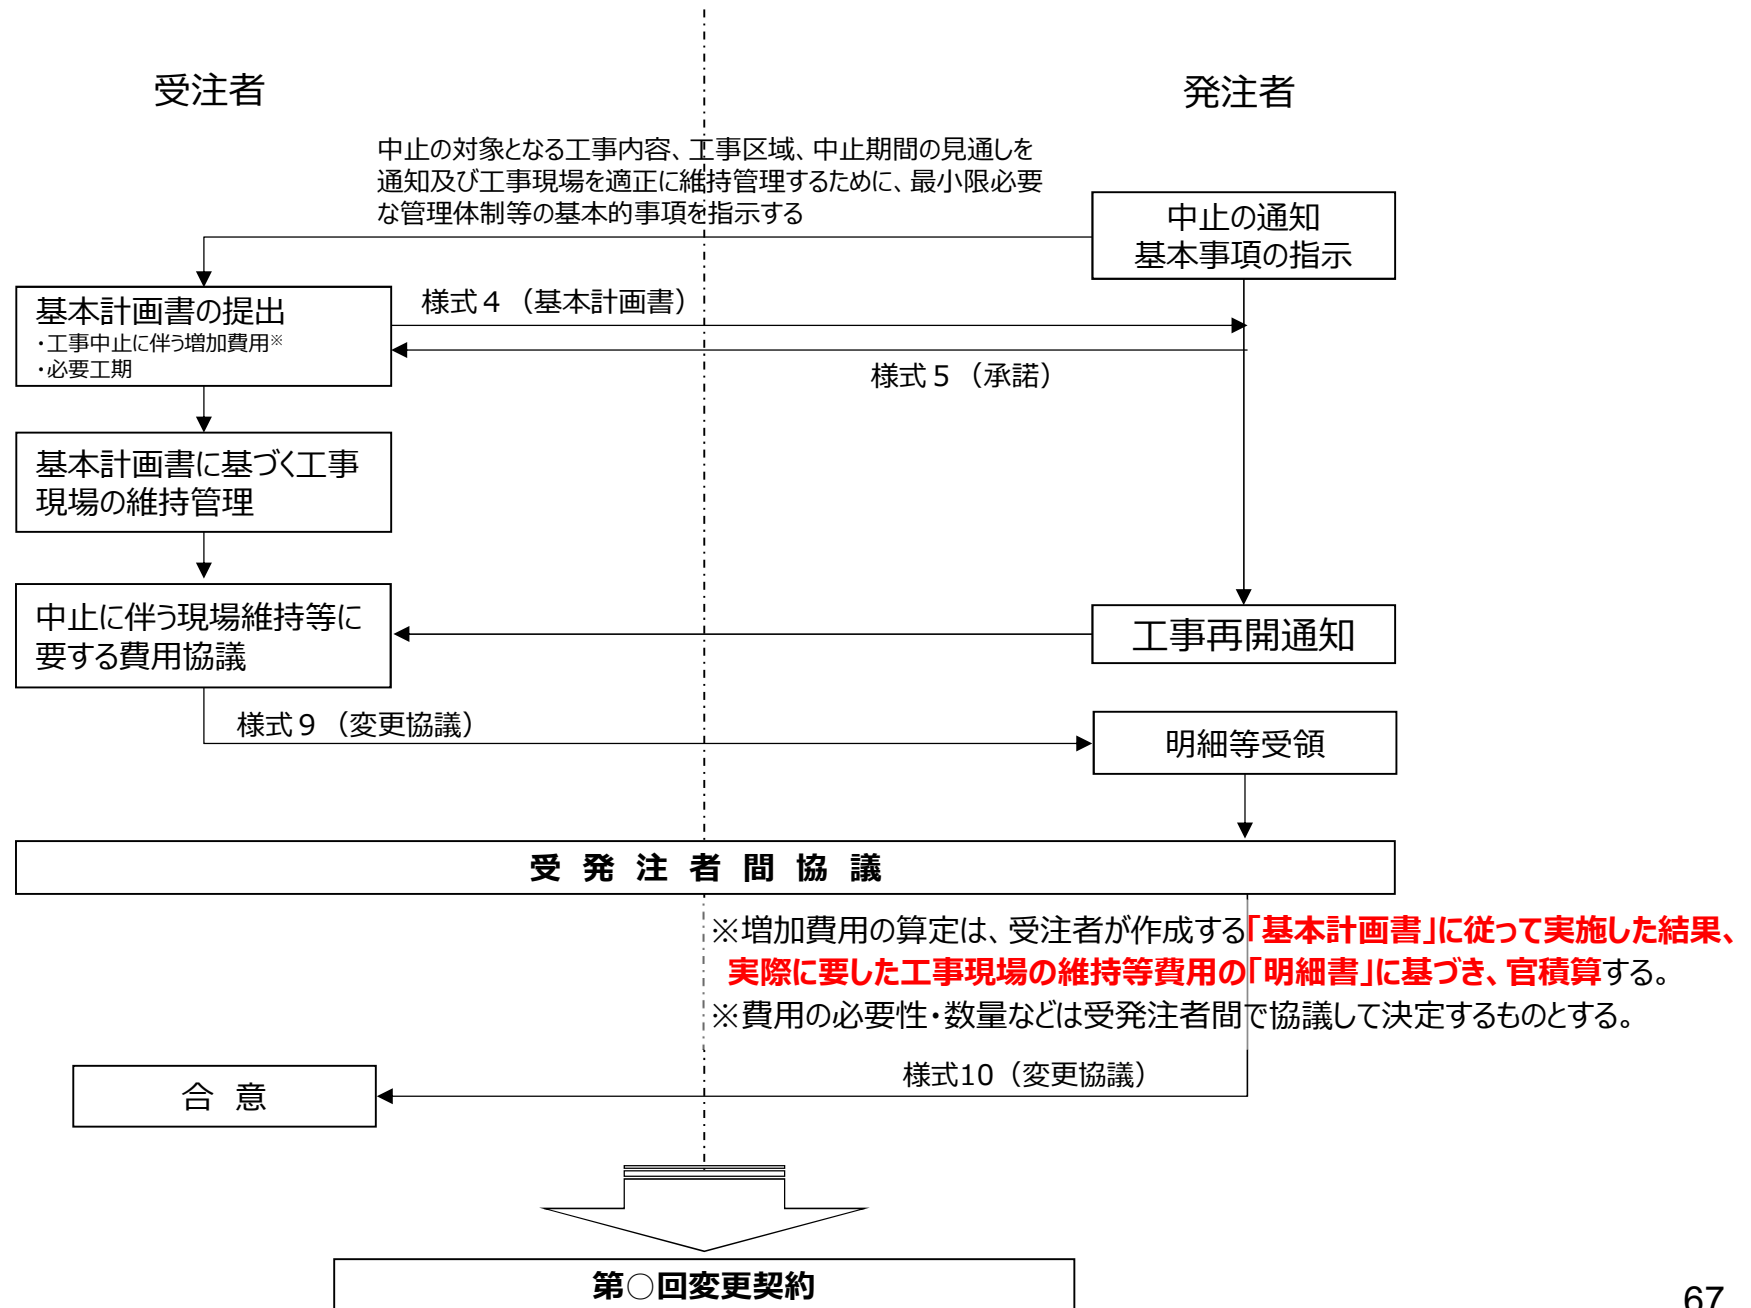 受注者
発注者
中止の対象となる工事内容、工事区域、中止期間の見通しを
通知及び工事現場を適正に維持管理するために、最小限必要
な管理体制等の基本的事項を指示する
中止の通知
基本事項の指示
基本計画書の提出
・工事中止に伴う増加費用※
・必要工期
様式４（基本計画書）
様式５（承諾）
基本計画書に基づく工事
現場の維持管理
中止に伴う現場維持等に
要する費用協議
工事再開通知
様式９（変更協議）
明細等受領
受 発 注 者 間 協 議
※増加費用の算定は、受注者が作成する「基本計画書」に従って実施した結果、
実際に要した工事現場の維持等費用の「明細書」に基づき、官積算する。
※費用の必要性・数量などは受発注者間で協議して決定するものとする。
様式10（変更協議）
合 意
第○回変更契約
67